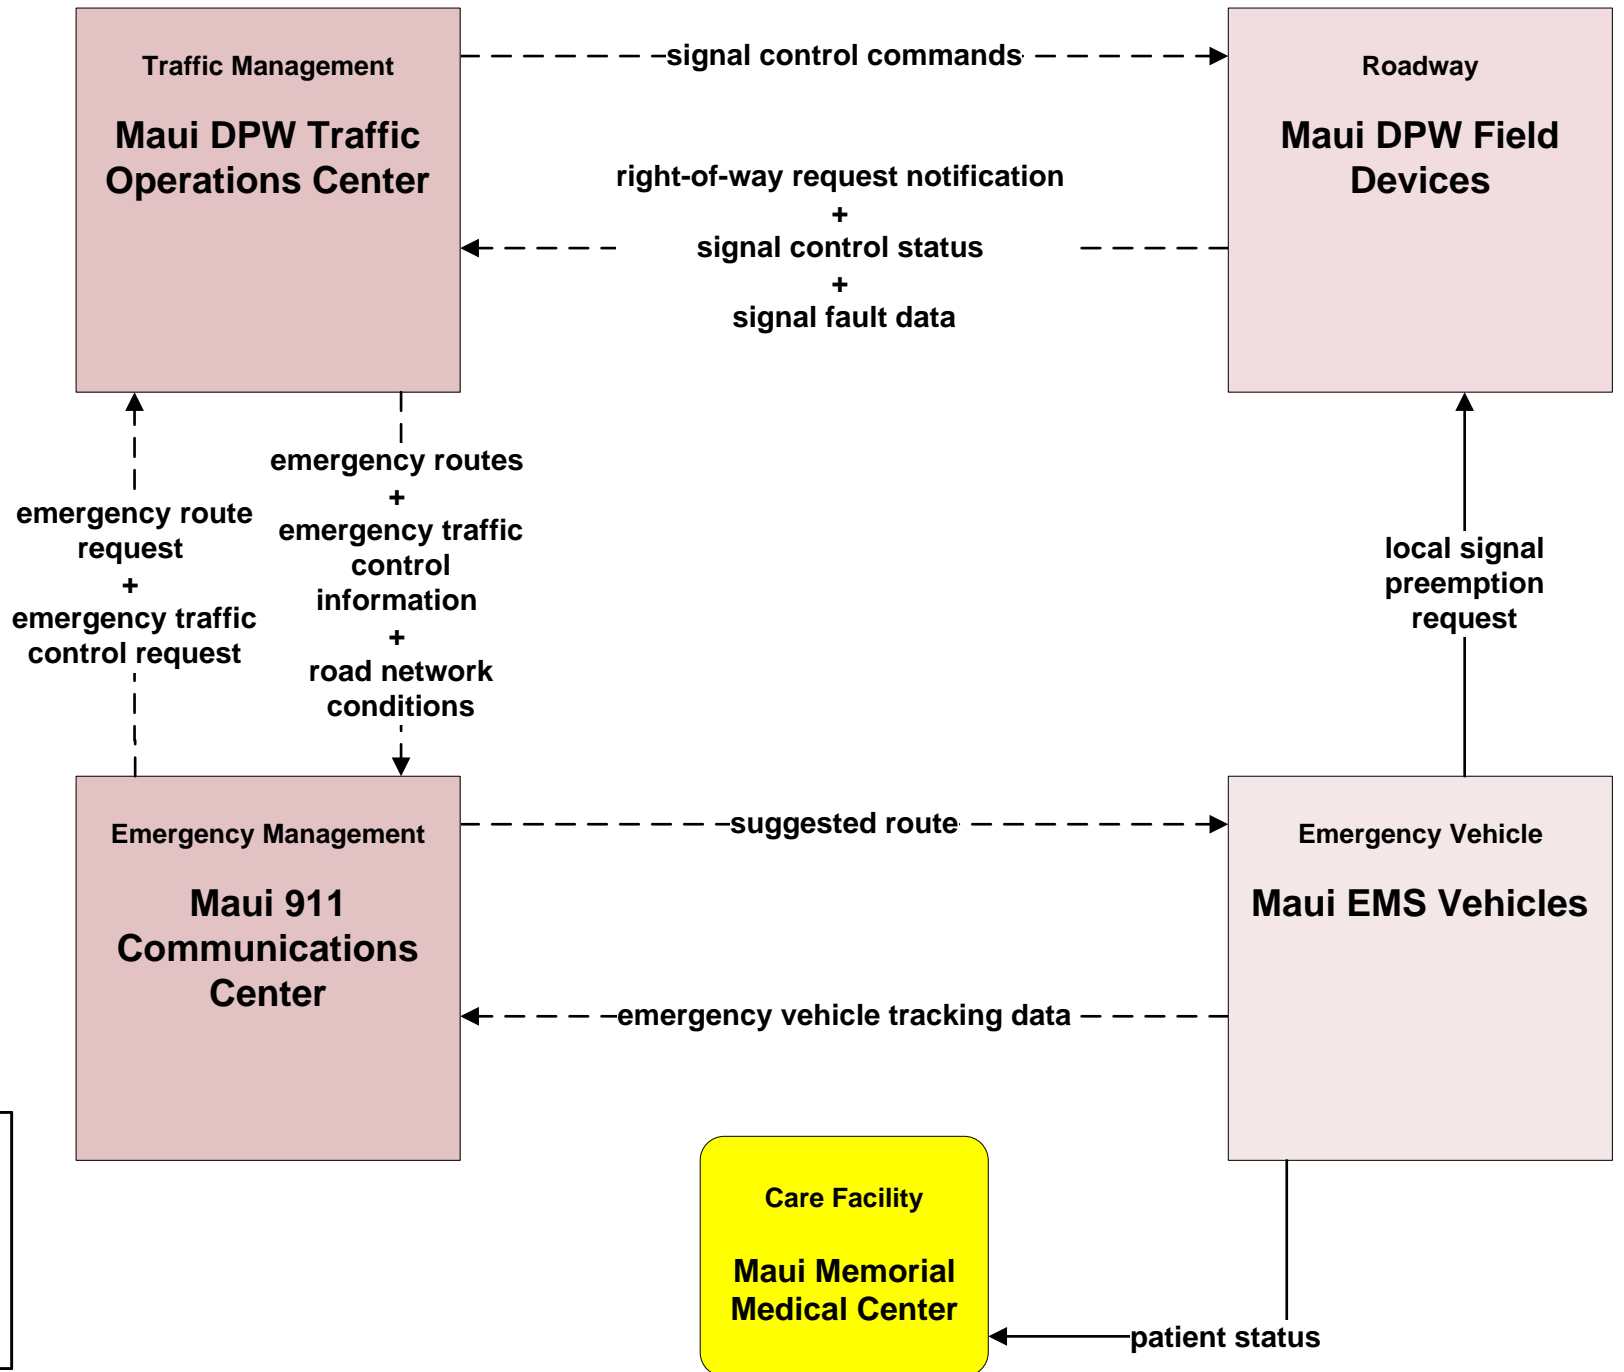 Traffic Management
Maui DPW Traffic
Operations Center
signal control commands
Roadway
Maui DPW Field
Devices
right-of-way request notification
+
signal control status
+
signal fault data
emergency route
request
+
emergency traffic
control request
emergency routes
+
emergency traffic
control
information
+
road network
conditions
local signal
preemption
request
Emergency Management
Maui 911
Communications
Center
suggested route
Emergency Vehicle
Maui EMS Vehicles
emergency vehicle tracking data
Care Facility
Maui Memorial
Medical Center
patient status